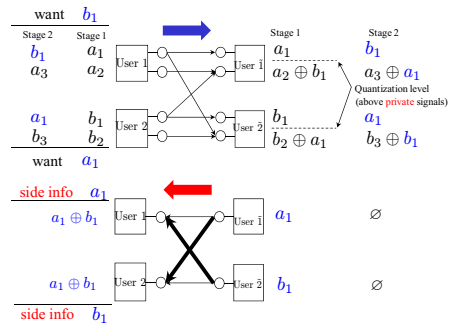 want b₁
Stage 2 Stage 1 Stage 1 Stage 2
b₁ a₁ User 1 User 1̃ a₁ b₁
a₃ a₂ a₂ ⊕ b₁ a₃ ⊕ a₁
Quantization level
(above private signals)
a₁ b₁ User 2 User 2̃ b₁ a₁
b₃ b₂ b₂ ⊕ a₁ b₃ ⊕ b₁
want a₁
side info a₁
a₁ ⊕ b₁ User 1 User 1̃ a₁ ∅
a₁ ⊕ b₁ User 2 User 2̃ b₁ ∅
side info b₁